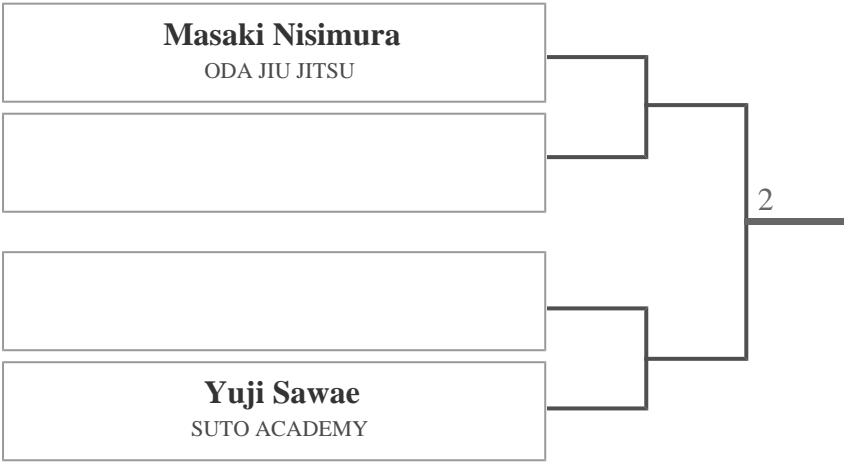 Masaki Nisimura
ODA JIU JITSU
2
Yuji Sawae
SUTO ACADEMY